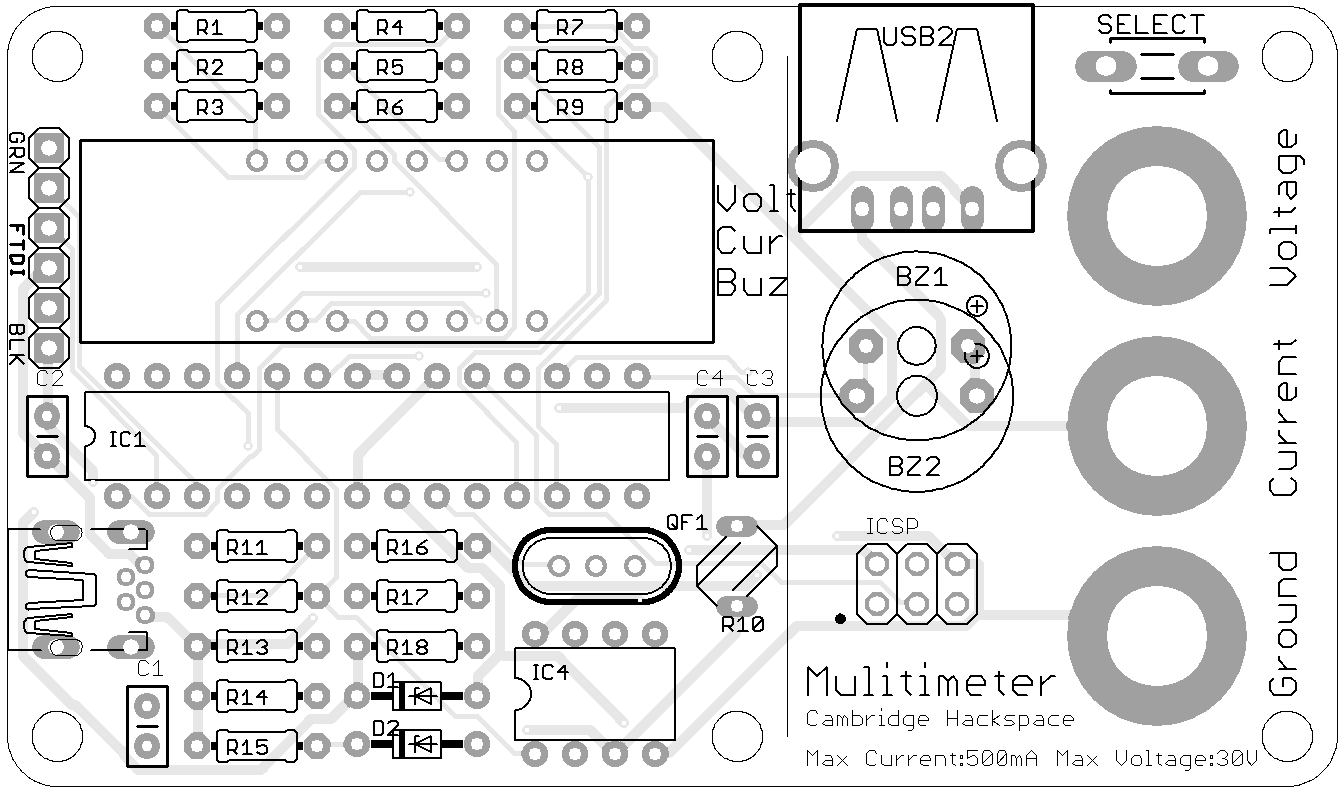 R1
R4
R7
R2
R5
R8
R3
R6
R9
USB2
SELECT
GRN
FTDI
BLK
Volt
Cur
Buz
Voltage
BZ1
Current
C2
C4
C3
IC1
BZ2
QF1
ICSP
R11
R16
R12
R17
R10
R13
R18
C1
IC4
D1
R14
D2
R15
Ground
Mulitimeter
Cambridge Hackspace
Max Current:500mA Max Voltage:30V